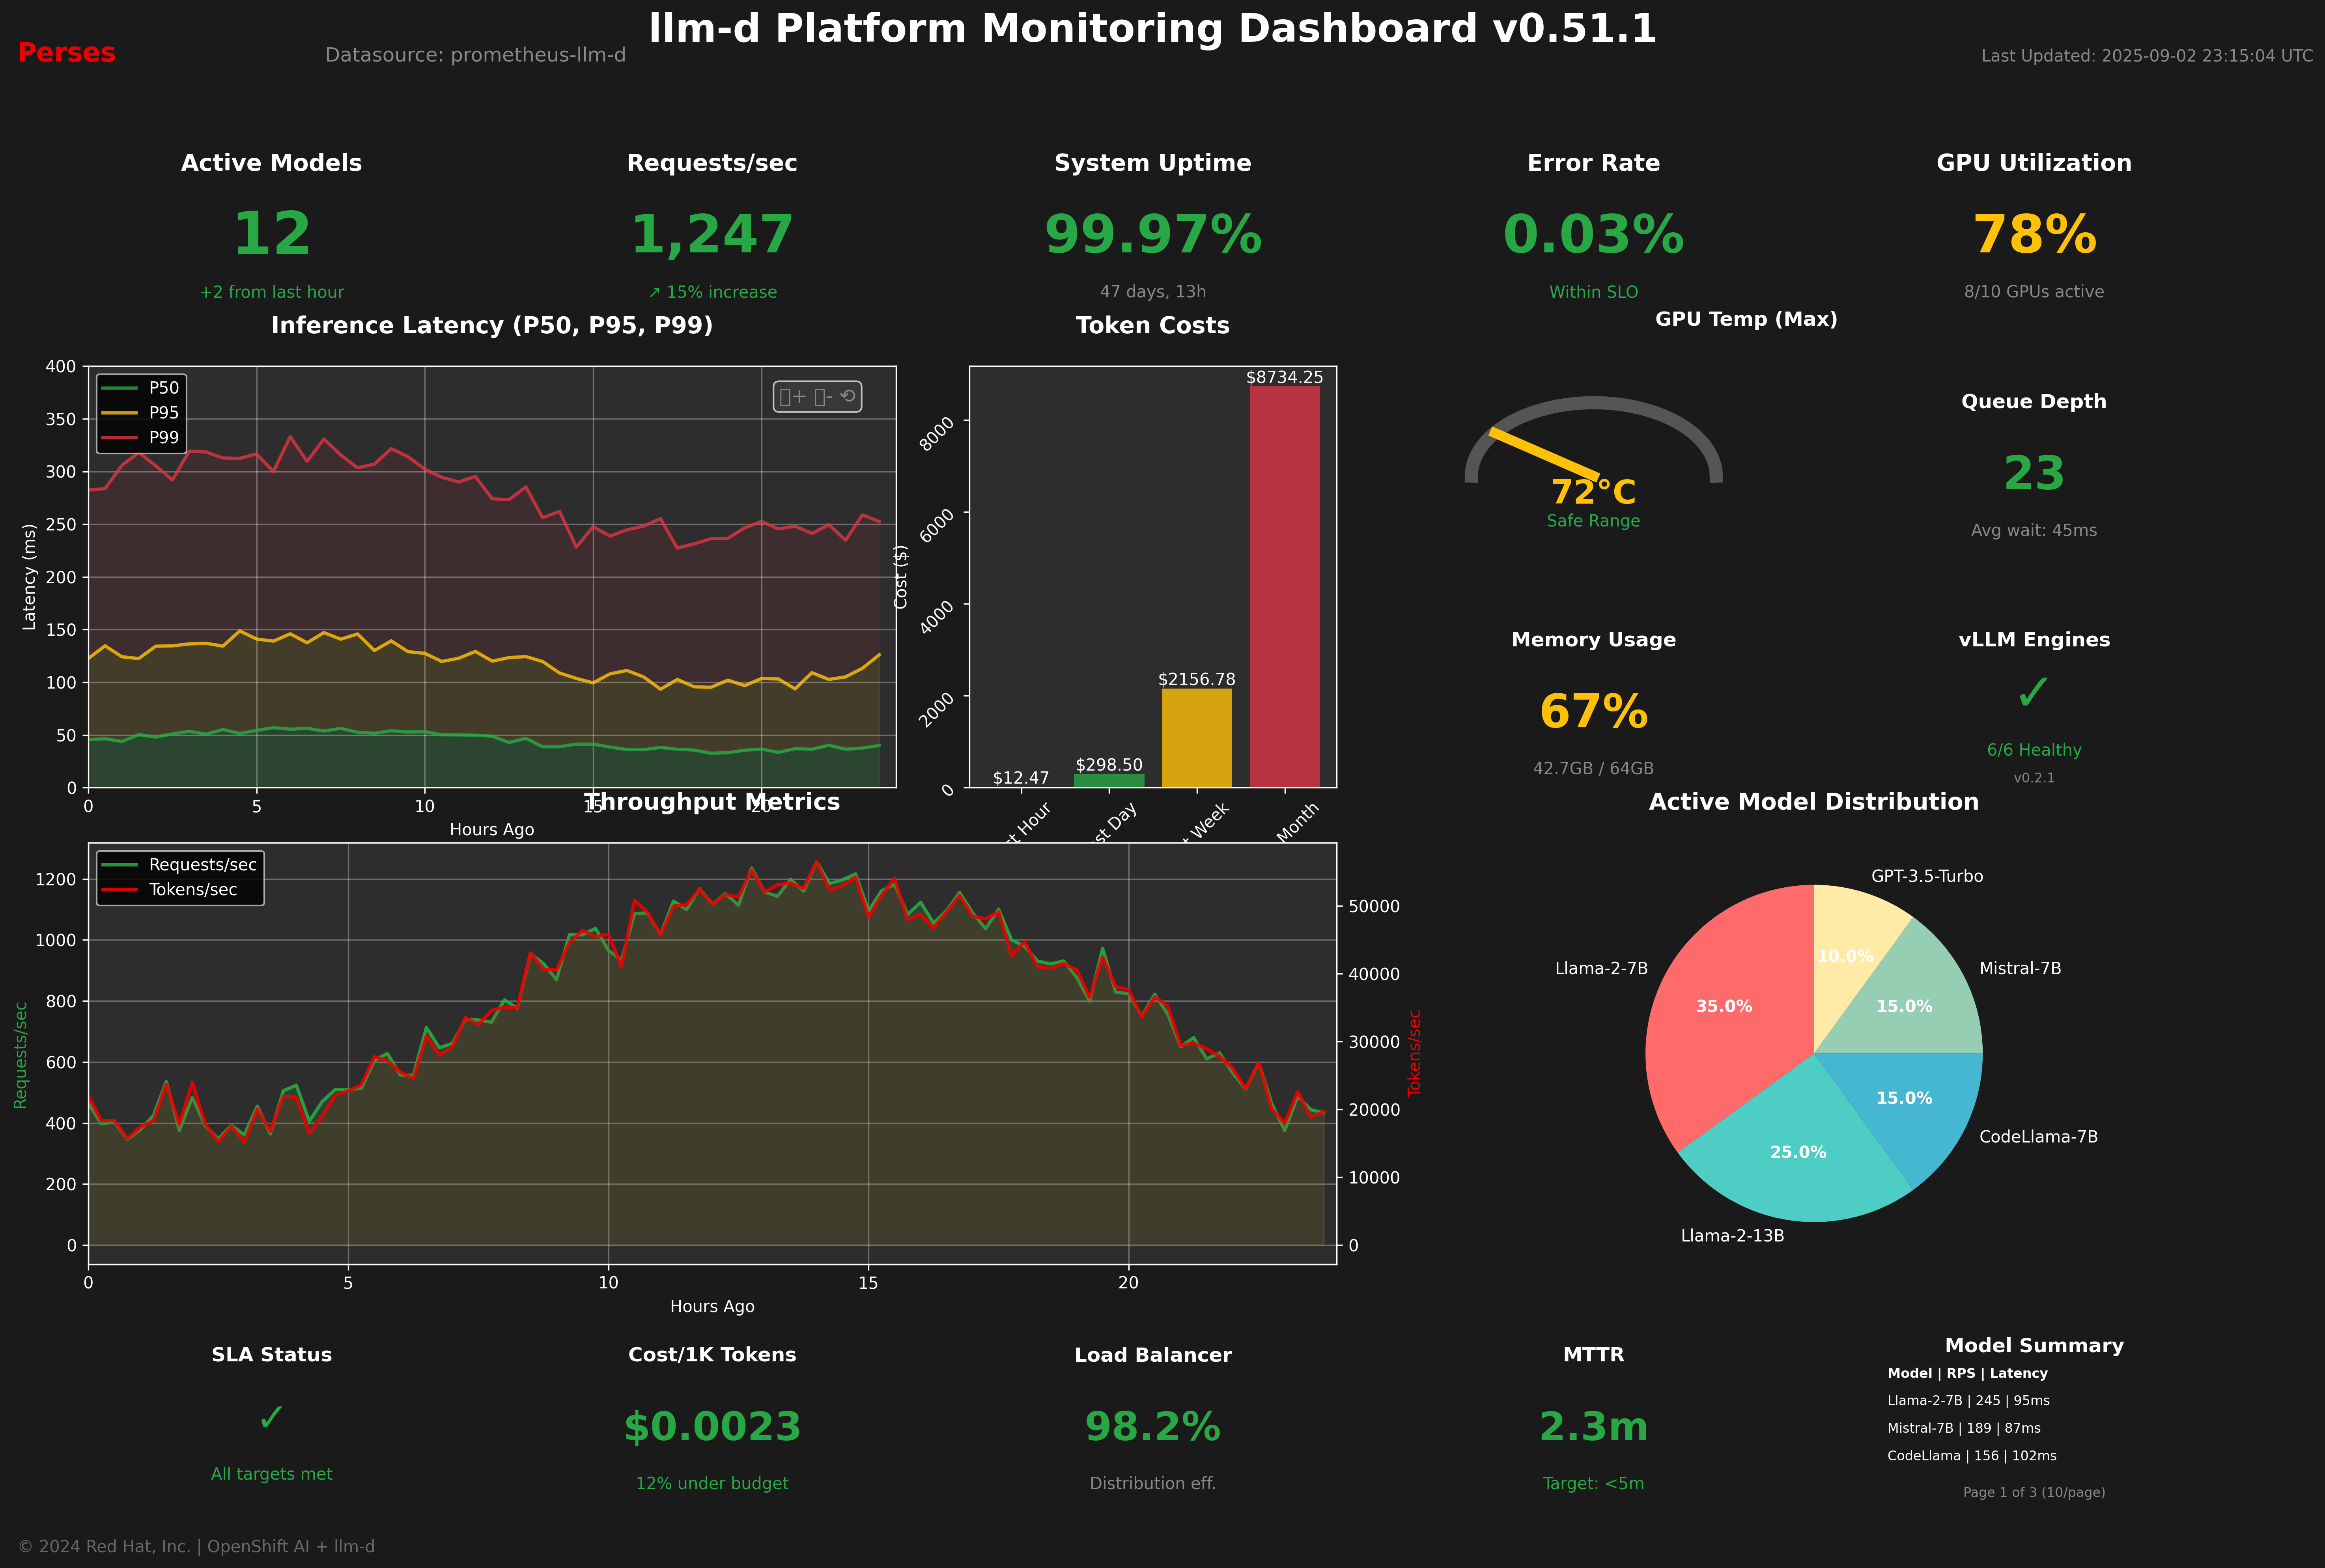 llm-d Platform Monitoring Dashboard v0.51.1
Perses
Datasource: prometheus-llm-d
Last Updated: 2025-09-02 23:15:04 UTC
Active Models
12
+2 from last hour
Requests/sec
1,247
↗ 15% increase
System Uptime
99.97%
47 days, 13h
Error Rate
0.03%
Within SLO
GPU Utilization
78%
8/10 GPUs active
Inference Latency (P50, P95, P99)
P50
P95
P99
+ - ⟲
Latency (ms)
400
350
300
250
200
150
100
50
0
0 5 10 15 20
Hours Ago
Token Costs
Cost ($)
8000
6000
4000
2000
0
$12.47
$298.50
$2156.78
$8734.25
st Hour
st Day
t Week
Month
GPU Temp (Max)
72°C
Safe Range
Queue Depth
23
Avg wait: 45ms
Memory Usage
67%
42.7GB / 64GB
vLLM Engines
✓
6/6 Healthy
v0.2.1
Throughput Metrics
Requests/sec
Tokens/sec
Requests/sec
1200
1000
800
600
400
200
0
Tokens/sec
50000
40000
30000
20000
10000
0
0 5 10 15 20
Hours Ago
Active Model Distribution
GPT-3.5-Turbo
10.0%
Llama-2-7B
35.0%
Mistral-7B
15.0%
CodeLlama-7B
15.0%
Llama-2-13B
25.0%
SLA Status
✓
All targets met
Cost/1K Tokens
$0.0023
12% under budget
Load Balancer
98.2%
Distribution eff.
MTTR
2.3m
Target: <5m
Model Summary
Model | RPS | Latency
Llama-2-7B | 245 | 95ms
Mistral-7B | 189 | 87ms
CodeLlama | 156 | 102ms
Page 1 of 3 (10/page)
© 2024 Red Hat, Inc. | OpenShift AI + llm-d